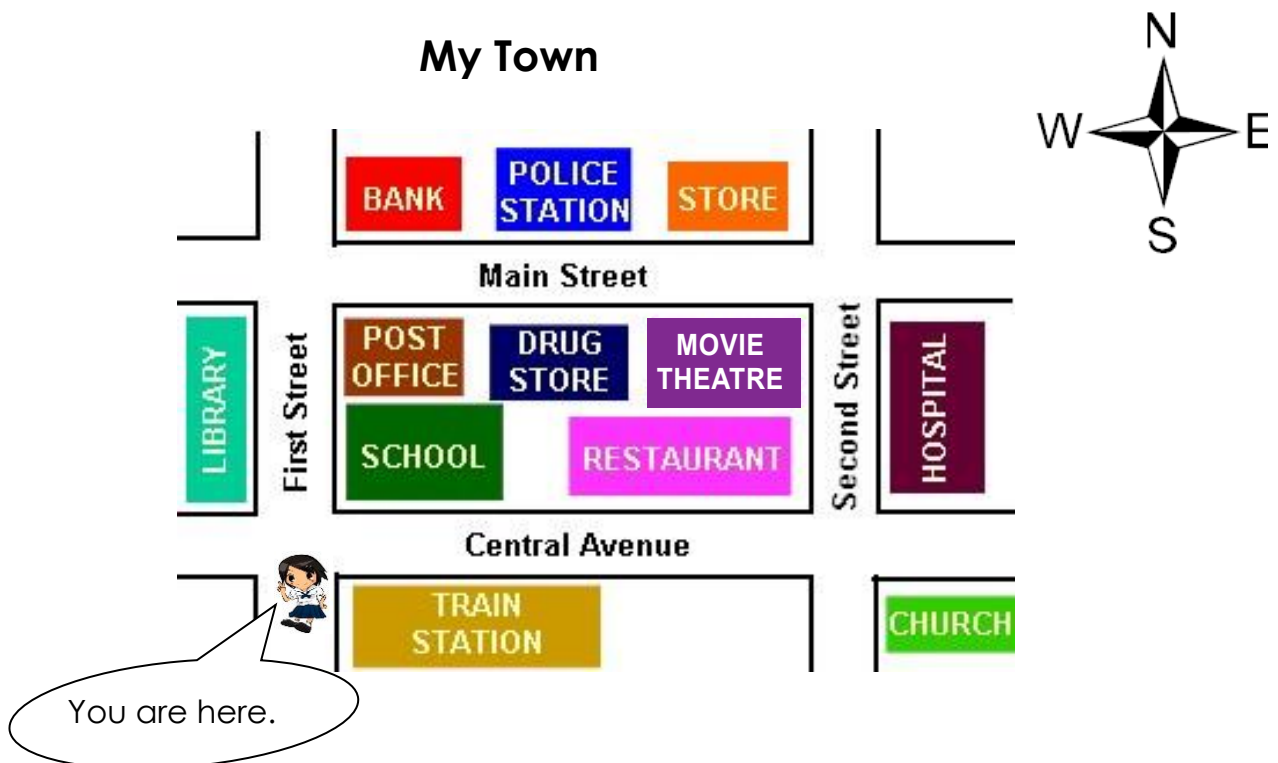 My Town
N
W E
S
BANK
POLICE
STATION
STORE
Main Street
LIBRARY
First Street
POST
OFFICE
DRUG
STORE
MOVIE
THEATRE
SCHOOL
RESTAURANT
Second Street
HOSPITAL
Central Avenue
TRAIN
STATION
CHURCH
You are here.